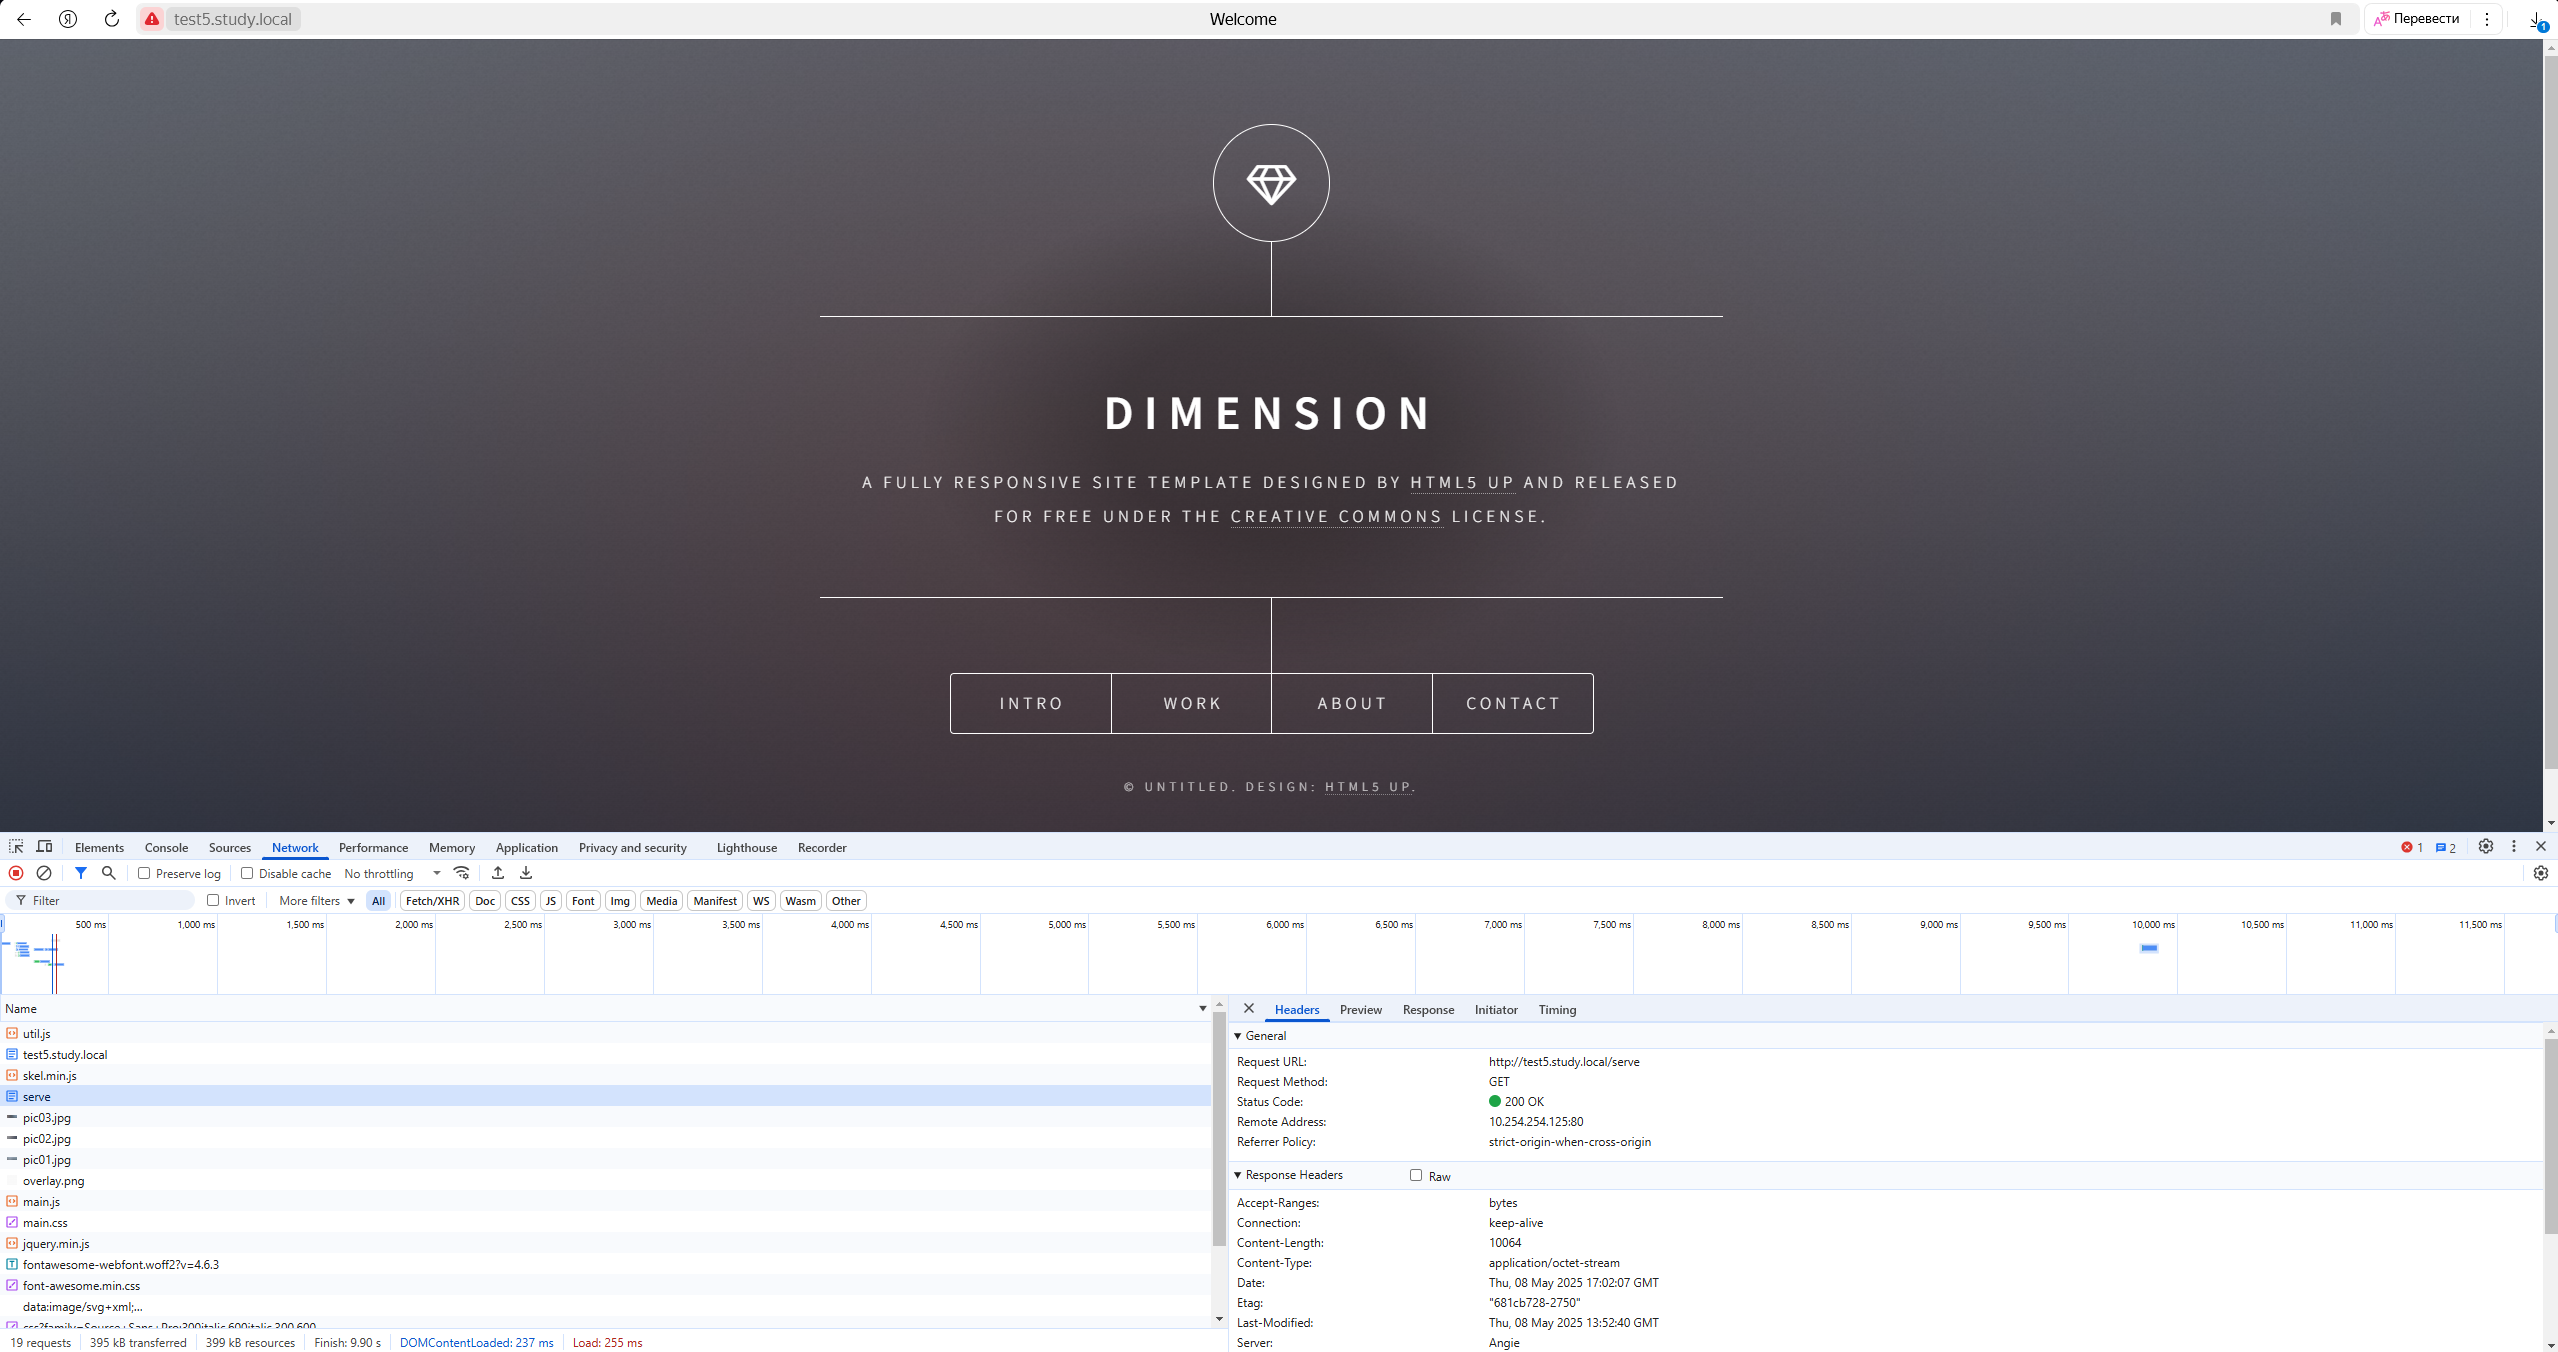 test5.study.local
Welcome
Перевести
1
DIMENSION
A FULLY RESPONSIVE SITE TEMPLATE DESIGNED BY HTML5 UP AND RELEASED
FOR FREE UNDER THE CREATIVE COMMONS LICENSE.
INTRO WORK ABOUT CONTACT
© UNTITLED. DESIGN: HTML5 UP.
Elements Console Sources Network Performance Memory Application Privacy and security Lighthouse Recorder 1 2
Preserve log Disable cache No throttling
Filter Invert More filters All Fetch/XHR Doc CSS JS Font Img Media Manifest WS Wasm Other
500 ms 1,000 ms 1,500 ms 2,000 ms 2,500 ms 3,000 ms 3,500 ms 4,000 ms 4,500 ms 5,000 ms 5,500 ms 6,000 ms 6,500 ms 7,000 ms 7,500 ms 8,000 ms 8,500 ms 9,000 ms 9,500 ms 10,000 ms 10,500 ms 11,000 ms 11,500 ms
Name
util.js
test5.study.local
skel.min.js
serve
pic03.jpg
pic02.jpg
pic01.jpg
overlay.png
main.js
main.css
jquery.min.js
fontawesome-webfont.woff2?v=4.6.3
font-awesome.min.css
data:image/svg+xml;...
css?family=Source+Sans+Pro:300italic,600italic,300,600
19 requests 395 kB transferred 399 kB resources Finish: 9.90 s DOMContentLoaded: 237 ms Load: 255 ms
Headers Preview Response Initiator Timing
General
Request URL: http://test5.study.local/serve
Request Method: GET
Status Code: 200 OK
Remote Address: 10.254.254.125:80
Referrer Policy: strict-origin-when-cross-origin
Response Headers Raw
Accept-Ranges: bytes
Connection: keep-alive
Content-Length: 10064
Content-Type: application/octet-stream
Date: Thu, 08 May 2025 17:02:07 GMT
Etag: "681cb728-2750"
Last-Modified: Thu, 08 May 2025 13:52:40 GMT
Server: Angie